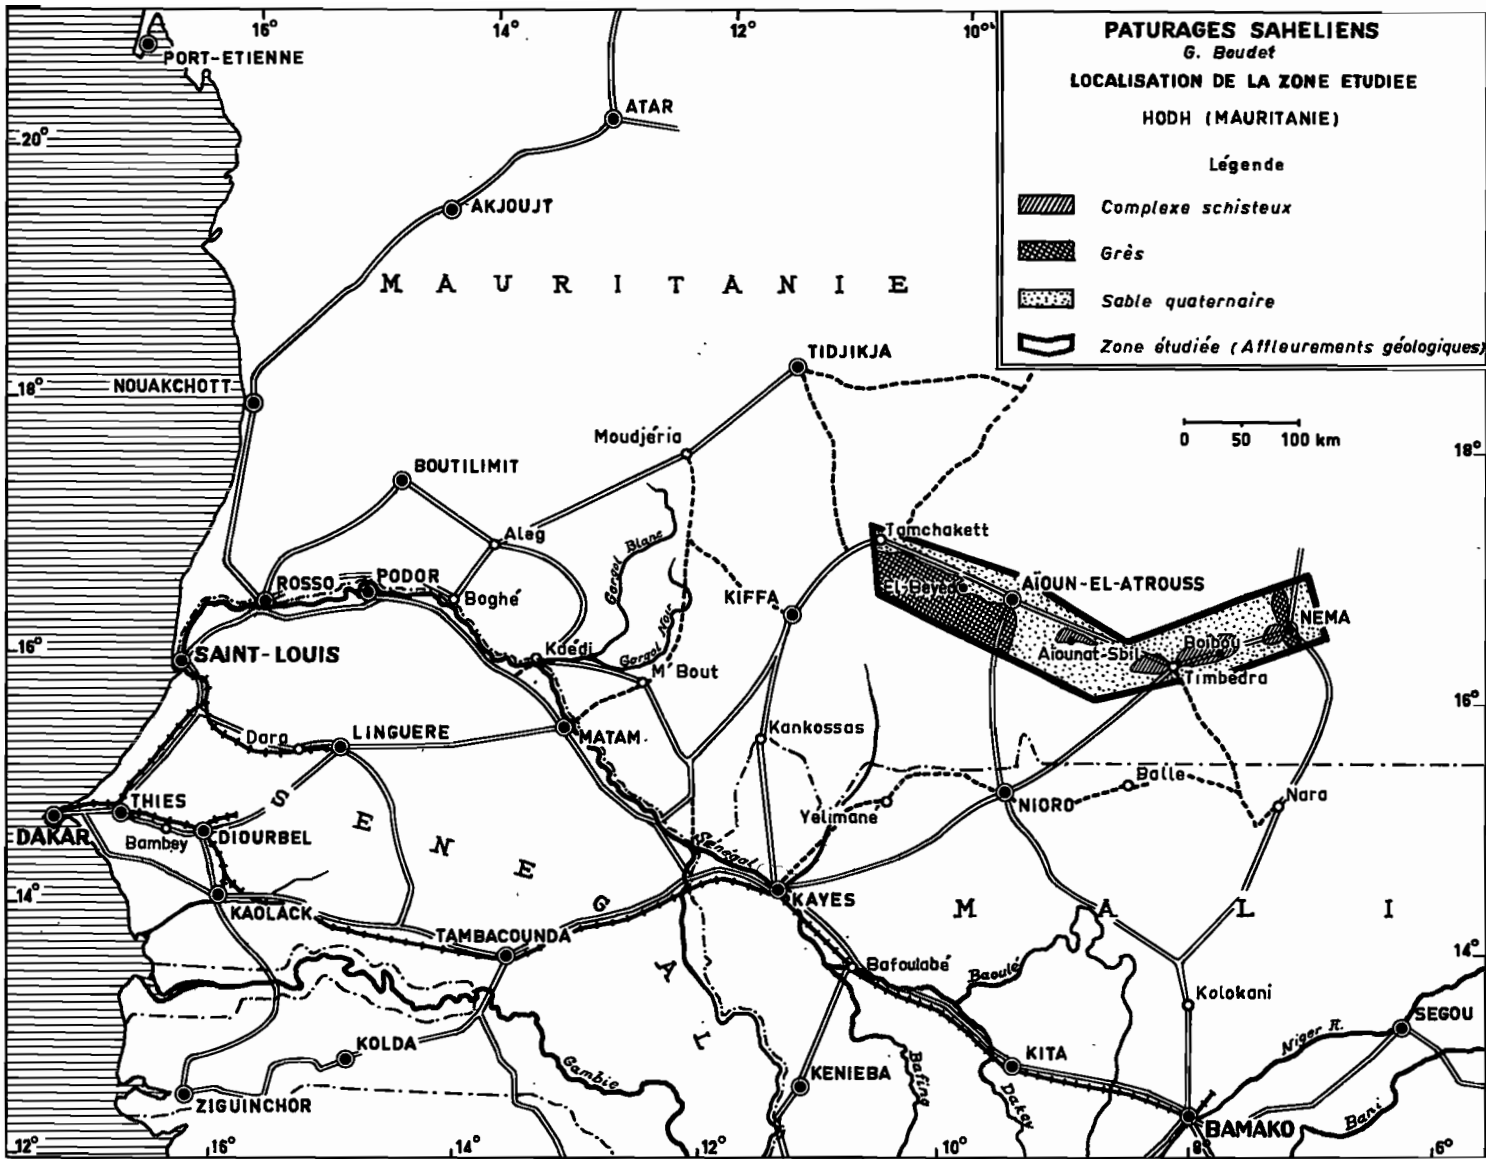 16°
14°
12°
10°
PATURAGES SAHELIENS
G. Boudet
LOCALISATION DE LA ZONE ETUDIEE
HODH (MAURITANIE)
Légende
Complexe schisteux
Grès
Sable quaternaire
Zone étudiée (Affleurements géologiques)
PORT-ETIENNE
ATAR
20°
AKJOUJT
MAURITANIE
TIDJIKJA
NOUAKCHOTT
18°
0 50 100 km
Moudjéria
18°
BOUTILIMIT
Aleg
Gorgol Blanc
Tamchakett
ROSSO
PODOR
Boghé
KIFFA
El-Beyed
AÏOUN-EL-ATROUSS
Gorgol Noir
NEMA
16°
SAINT-LOUIS
Kaédi
M'Bout
Aïounat-Sbil
Boibou
Timbedra
16°
Dara
LINGUERE
MATAM
Kankossas
Balle
THIES
NIORO
Nara
DAKAR
Bambey
DIOURBEL
Yélimané
SENEGAL
Sénégal
14°
KAOLACK
KAYES
MALI
TAMBACOUNDA
Bafoulabé
Baoulé
14°
Kolokani
SEGOU
KOLDA
Gambie
KITA
Niger R.
ZIGUINCHOR
KENIEBA
Bafing
Dakoy
Bani
BAMAKO
12°
16°
14°
12°
10°
8°
6°